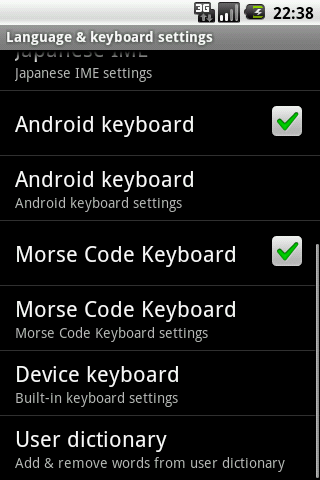 3G 22:38
Language & keyboard settings
Japanese IME
Japanese IME settings
Android keyboard
Android keyboard
Android keyboard settings
Morse Code Keyboard
Morse Code Keyboard
Morse Code Keyboard settings
Device keyboard
Built-in keyboard settings
User dictionary
Add & remove words from user dictionary